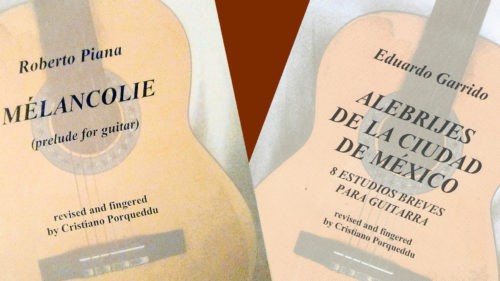 Roberto Piana
MÉLANCOLIE
(prelude for guitar)
revised and fingered
by Cristiano Porqueddu
Eduardo Garrido
ALEBRIJES
DE LA CIUDAD
DE MÉXICO
8 ESTUDIOS BREVES
PARA GUITARRA
revised and fingered
by Cristiano Porqueddu